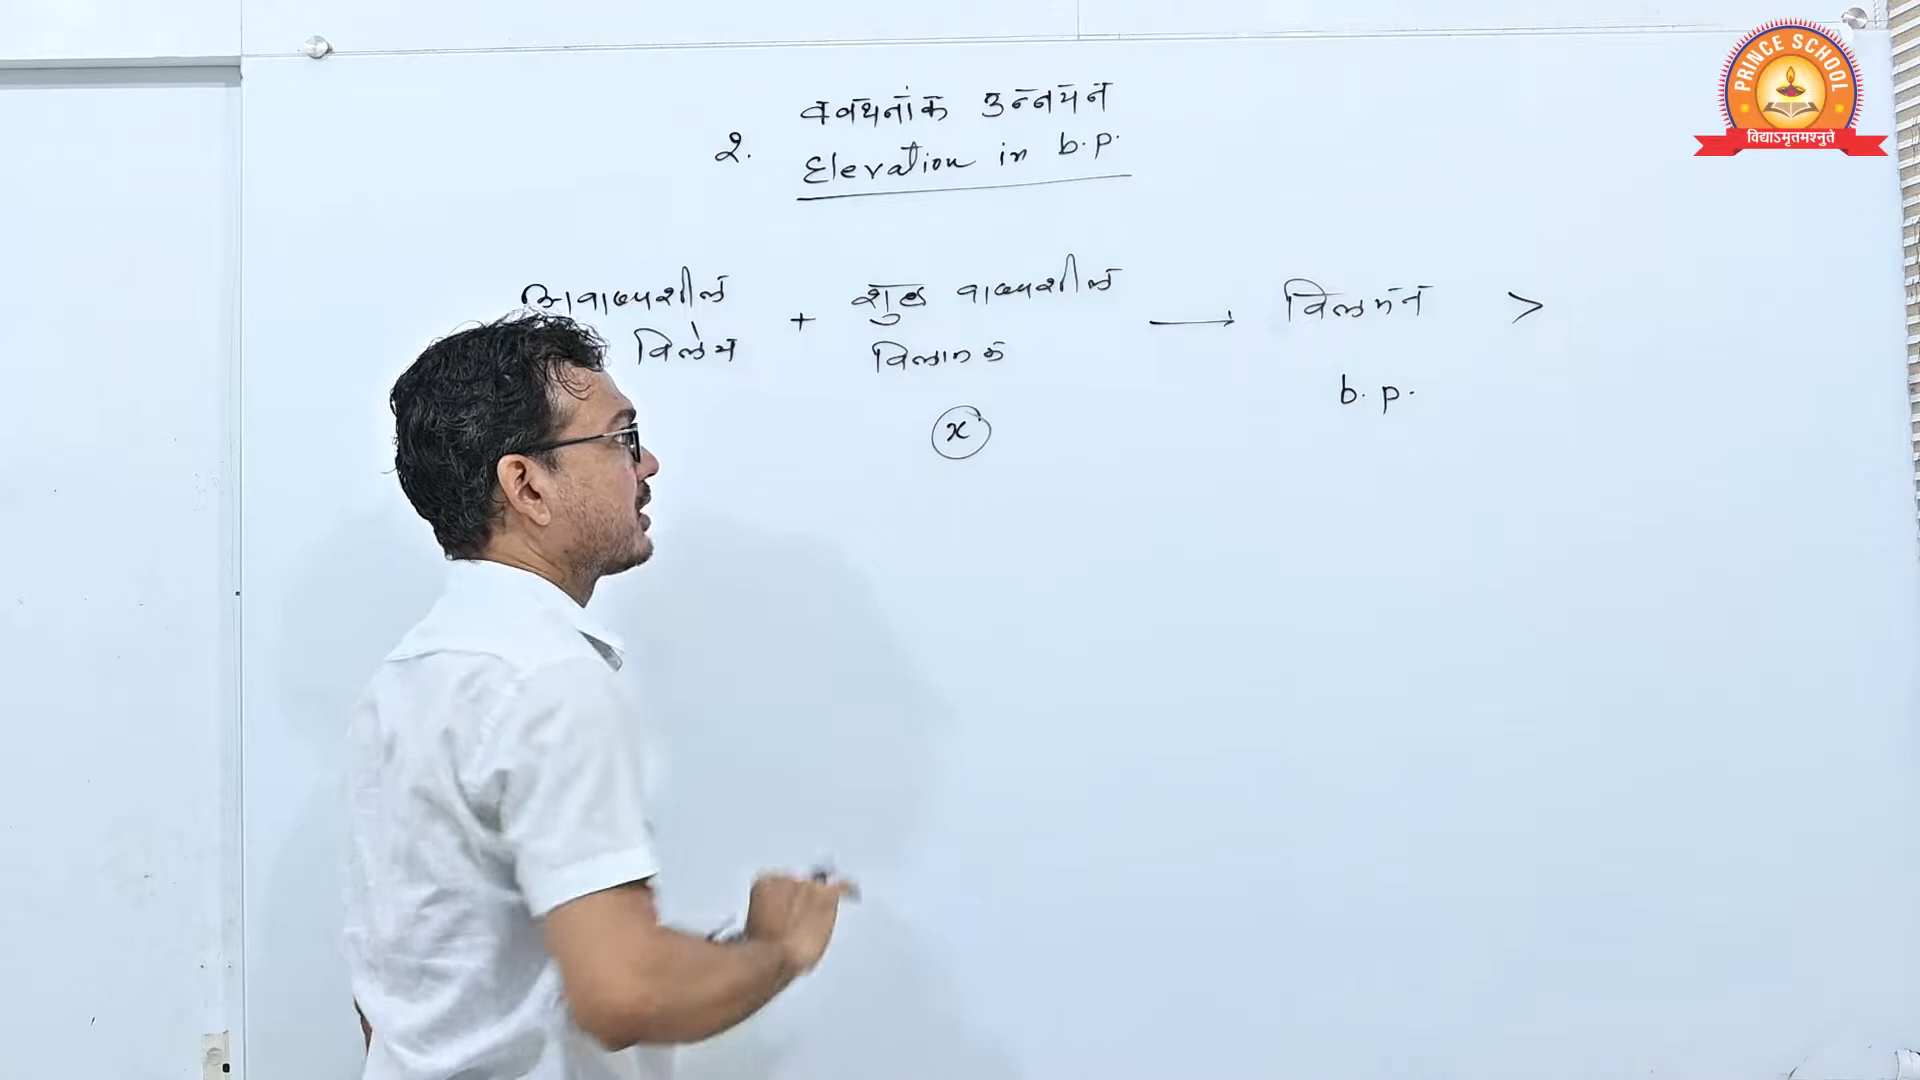 2. क्वथनांक उन्नयन
Elevation in b.p.
अवाष्पशील + शुद्ध वाष्पशील ⟶ विलयन >
विलेय विलायक
x b.p.
PRINCE SCHOOL
विद्याऽमृतमश्नुते